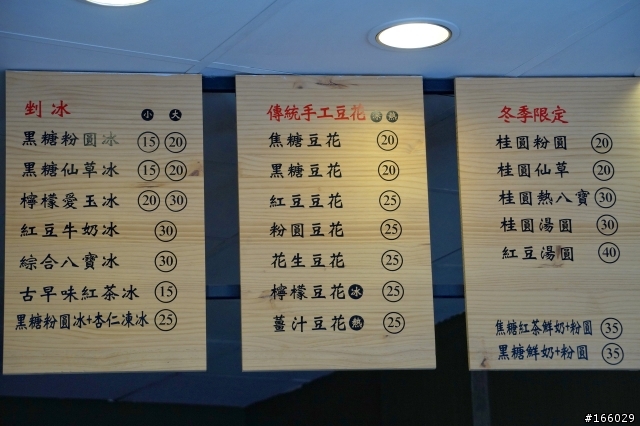 剉冰 小 大
黑糖粉圓冰 15 20
黑糖仙草冰 15 20
檸檬愛玉冰 20 30
紅豆牛奶冰 30
綜合八寶冰 30
古早味紅茶冰 15
黑糖粉圓冰+杏仁凍冰 25
傳統手工豆花 熱
焦糖豆花 20
黑糖豆花 20
紅豆豆花 25
粉圓豆花 25
花生豆花 25
檸檬豆花 冰 25
薑汁豆花 熱 25
冬季限定
桂圓粉圓 20
桂圓仙草 20
桂圓熱八寶 30
桂圓湯圓 30
紅豆湯圓 40
焦糖紅茶鮮奶+粉圓 35
黑糖鮮奶+粉圓 35
#166029